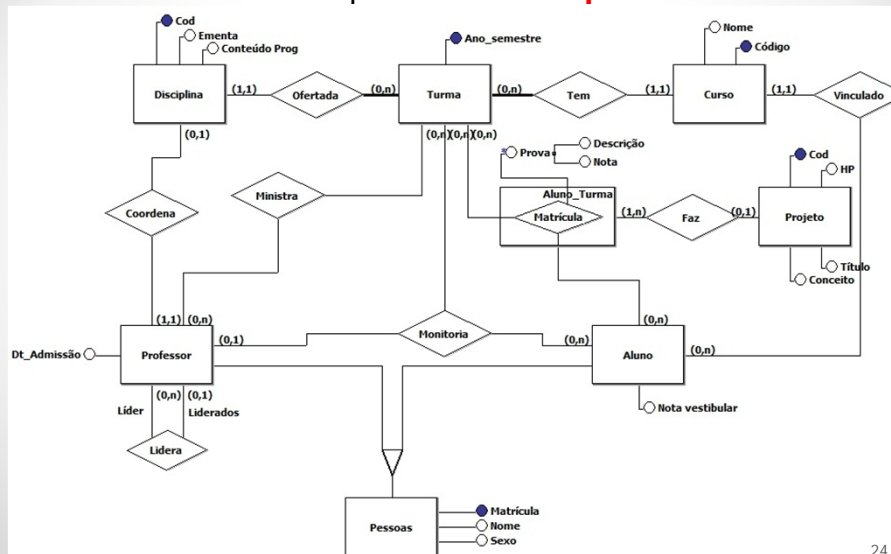 Cod
Ementa
Conteúdo Prog
Disciplina
(1,1)
Ofertada
(0,n)
Ano_semestre
Turma
(0,n)
Tem
(1,1)
Nome
Código
Curso
(1,1)
Vinculado
(0,1)
(0,n)(0,n)(0,n)
Prova
Descrição
Nota
Cod
HP
Coordena
Ministra
Aluno_Turma
Matrícula
(1,n)
Faz
(0,1)
Projeto
Título
Conceito
(1,1)
(0,n)
(0,1)
Monitoria
(0,n)
(0,n)
(0,n)
Dt_Admissão
Professor
Aluno
(0,n)
(0,1)
Líder
Liderados
Nota vestibular
Lidera
Pessoas
Matrícula
Nome
Sexo
24